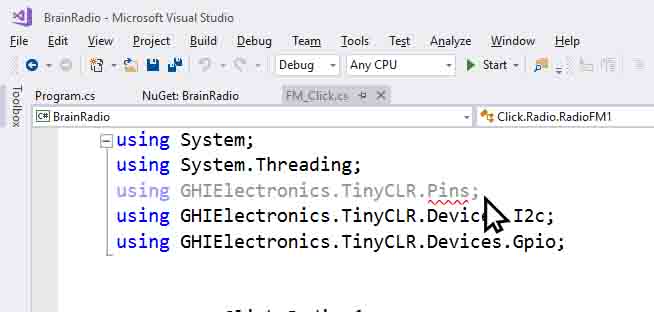 BrainRadio - Microsoft Visual Studio
File Edit View Project Build Debug Team Tools Test Analyze Window Help
Debug Any CPU Start
Toolbox
Program.cs NuGet: BrainRadio FM_Click.cs
C# BrainRadio Click.Radio.RadioFM1
using System;
using System.Threading;
using GHIElectronics.TinyCLR.Pins;
using GHIElectronics.TinyCLR.Devices.I2c;
using GHIElectronics.TinyCLR.Devices.Gpio;